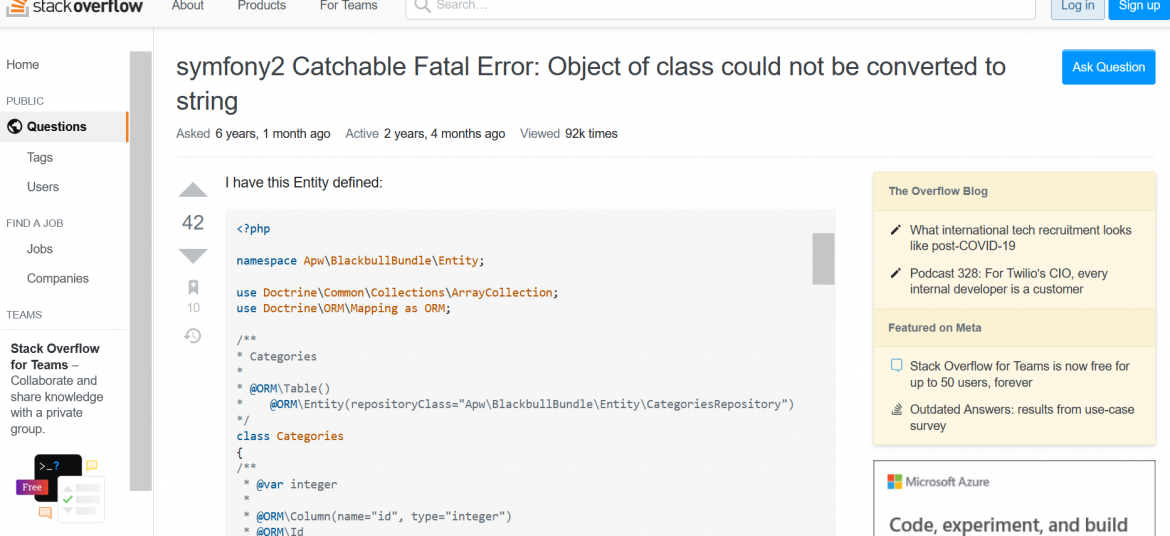 stackoverflow
About
Products
For Teams
Search...
Log in
Sign up
Home
PUBLIC
Questions
Tags
Users
FIND A JOB
Jobs
Companies
TEAMS
Stack Overflow
for Teams –
Collaborate and
share knowledge
with a private
group.
>_?
Free
symfony2 Catchable Fatal Error: Object of class could not be converted to
string
Ask Question
Asked 6 years, 1 month ago Active 2 years, 4 months ago Viewed 92k times
42
10
I have this Entity defined:
<?php
namespace Apw\BlackbullBundle\Entity;
use Doctrine\Common\Collections\ArrayCollection;
use Doctrine\ORM\Mapping as ORM;
/**
* Categories
*
* @ORM\Table()
* @ORM\Entity(repositoryClass="Apw\BlackbullBundle\Entity\CategoriesRepository")
*/
class Categories
{
/**
* @var integer
*
* @ORM\Column(name="id", type="integer")
* @ORM\Id
The Overflow Blog
What international tech recruitment looks
like post-COVID-19
Podcast 328: For Twilio's CIO, every
internal developer is a customer
Featured on Meta
Stack Overflow for Teams is now free for
up to 50 users, forever
Outdated Answers: results from use-case
survey
Microsoft Azure
Code, experiment, and build